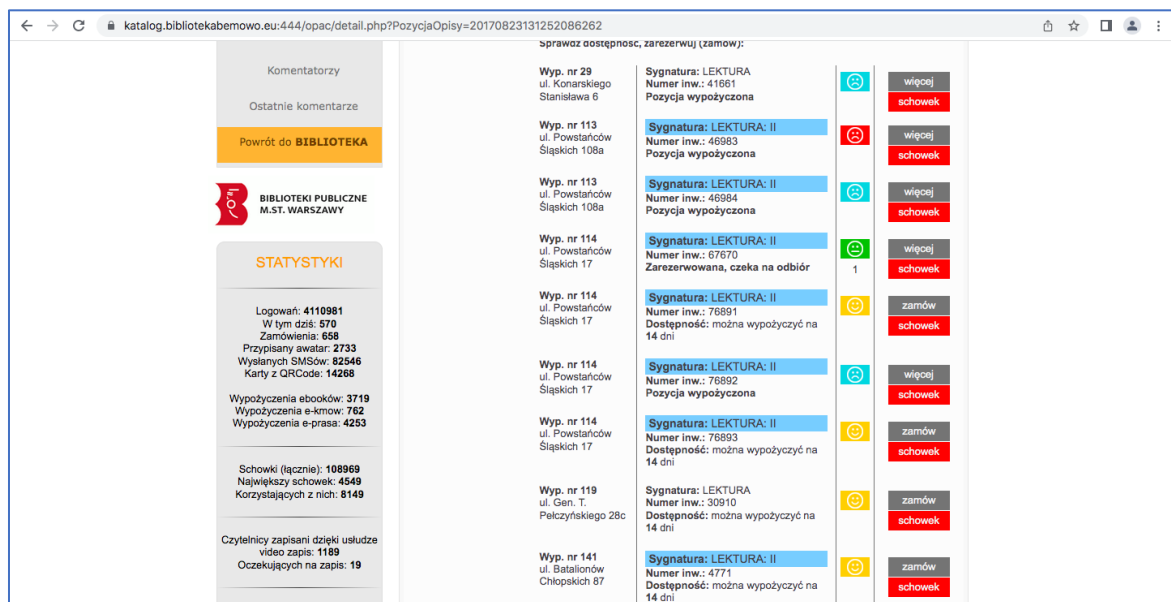 katalog.bibliotekabemowo.eu:444/opac/detail.php?PozycjaOpisy=20170823131252086262
Komentatorzy
Ostatnie komentarze
Powrót do BIBLIOTEKA
BIBLIOTEKI PUBLICZNE
M.ST. WARSZAWY
STATYSTYKI
Logowań: 4110981
W tym dziś: 570
Zamówienia: 658
Przypisany awatar: 2733
Wysłanych SMSów: 82546
Karty z QRCode: 14268
Wypożyczenia ebooków: 3719
Wypożyczenia e-kmow: 762
Wypożyczenia e-prasa: 4253
Schowki (łącznie): 108969
Największy schowek: 4549
Korzystających z nich: 8149
Czytelnicy zapisani dzięki usłudze
video zapis: 1189
Oczekujących na zapis: 19
Sprawdź dostępność, zarezerwuj (zamów):
Wyp. nr 29
ul. Konarskiego
Stanisława 6
Sygnatura: LEKTURA
Numer inw.: 41661
Pozycja wypożyczona
więcej
schowek
Wyp. nr 113
ul. Powstańców
Śląskich 108a
Sygnatura: LEKTURA: II
Numer inw.: 46983
Pozycja wypożyczona
więcej
schowek
Wyp. nr 113
ul. Powstańców
Śląskich 108a
Sygnatura: LEKTURA: II
Numer inw.: 46984
Pozycja wypożyczona
więcej
schowek
Wyp. nr 114
ul. Powstańców
Śląskich 17
Sygnatura: LEKTURA: II
Numer inw.: 67670
Zarezerwowana, czeka na odbiór
1
więcej
schowek
Wyp. nr 114
ul. Powstańców
Śląskich 17
Sygnatura: LEKTURA: II
Numer inw.: 76891
Dostępność: można wypożyczyć na
14 dni
zamów
schowek
Wyp. nr 114
ul. Powstańców
Śląskich 17
Sygnatura: LEKTURA: II
Numer inw.: 76892
Pozycja wypożyczona
więcej
schowek
Wyp. nr 114
ul. Powstańców
Śląskich 17
Sygnatura: LEKTURA: II
Numer inw.: 76893
Dostępność: można wypożyczyć na
14 dni
zamów
schowek
Wyp. nr 119
ul. Gen. T.
Pełczyńskiego 28c
Sygnatura: LEKTURA
Numer inw.: 30910
Dostępność: można wypożyczyć na
14 dni
zamów
schowek
Wyp. nr 141
ul. Batalionów
Chłopskich 87
Sygnatura: LEKTURA: II
Numer inw.: 4771
Dostępność: można wypożyczyć na
14 dni
zamów
schowek